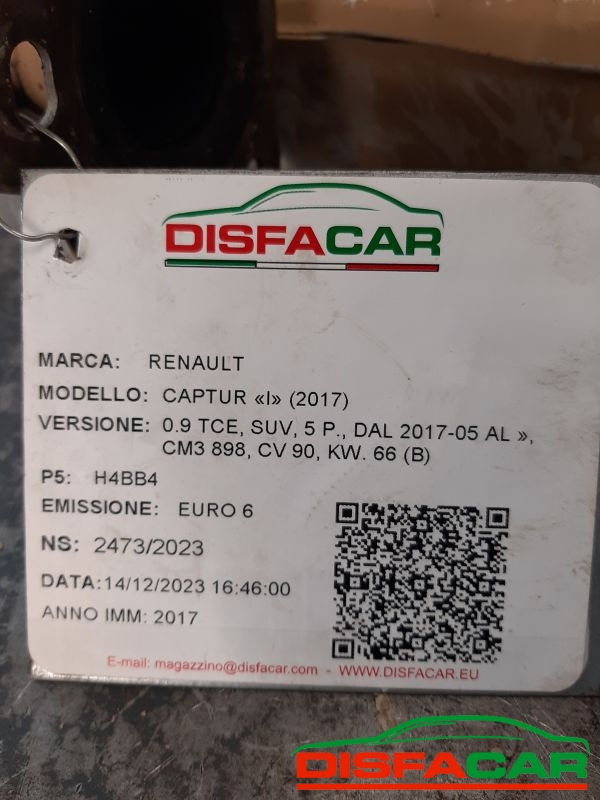 DISFACAR
MARCA: RENAULT
MODELLO: CAPTUR «I» (2017)
VERSIONE: 0.9 TCE, SUV, 5 P., DAL 2017-05 AL »,
CM3 898, CV 90, KW. 66 (B)
P5: H4BB4
EMISSIONE: EURO 6
NS: 2473/2023
DATA:14/12/2023 16:46:00
ANNO IMM: 2017
E-mail: magazzino@disfacar.com - WWW.DISFACAR.EU
DISFACAR